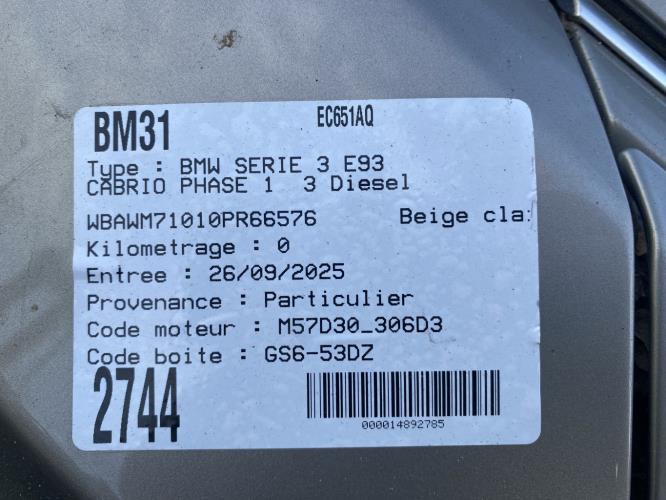 BM31 EC651AQ
Type : BMW SERIE 3 E93
CABRIO PHASE 1 3 Diesel
WBAWM71010PR66576 Beige cla
Kilometrage : 0
Entree : 26/09/2025
Provenance : Particulier
Code moteur : M57D30_306D3
Code boite : GS6-53DZ
2744
000014892785